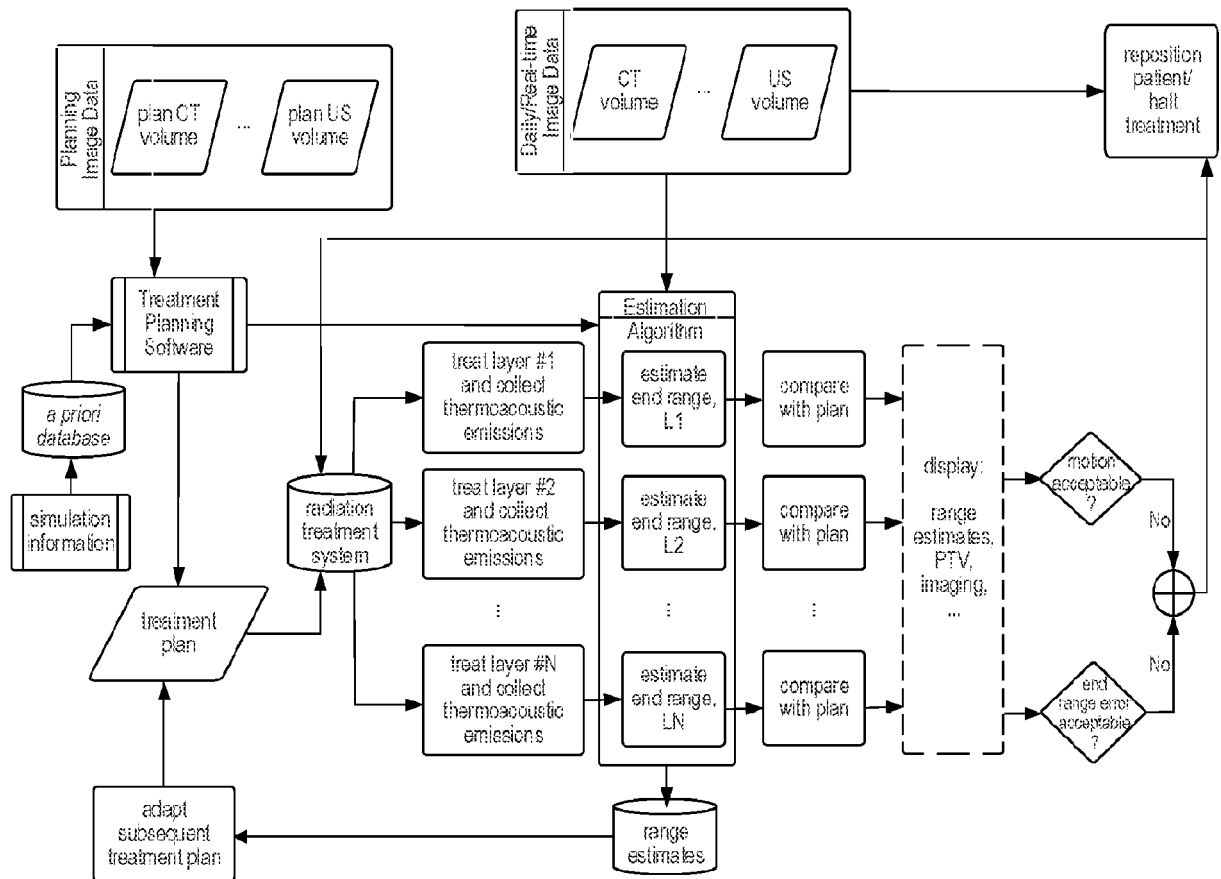 Planning
Image Data
plan CT
volume
...
plan US
volume
Daily/Real-time
Image Data
CT
volume
...
US
volume
reposition
patient/
halt
treatment
Treatment
Planning
Software
a priori
database
simulation
information
treatment
plan
adapt
subsequent
treatment plan
radiation
treatment
system
treat layer #1
and collect
thermoacoustic
emissions
treat layer #2
and collect
thermoacoustic
emissions
...
treat layer #N
and collect
thermoacoustic
emissions
Estimation
Algorithm
estimate
end range,
L1
estimate
end range,
L2
...
estimate
end range,
LN
range
estimates
compare
with plan
compare
with plan
...
compare
with plan
display:
range
estimates,
PTV,
imaging,
...
motion
acceptable
?
No
No
end
range error
acceptable
?